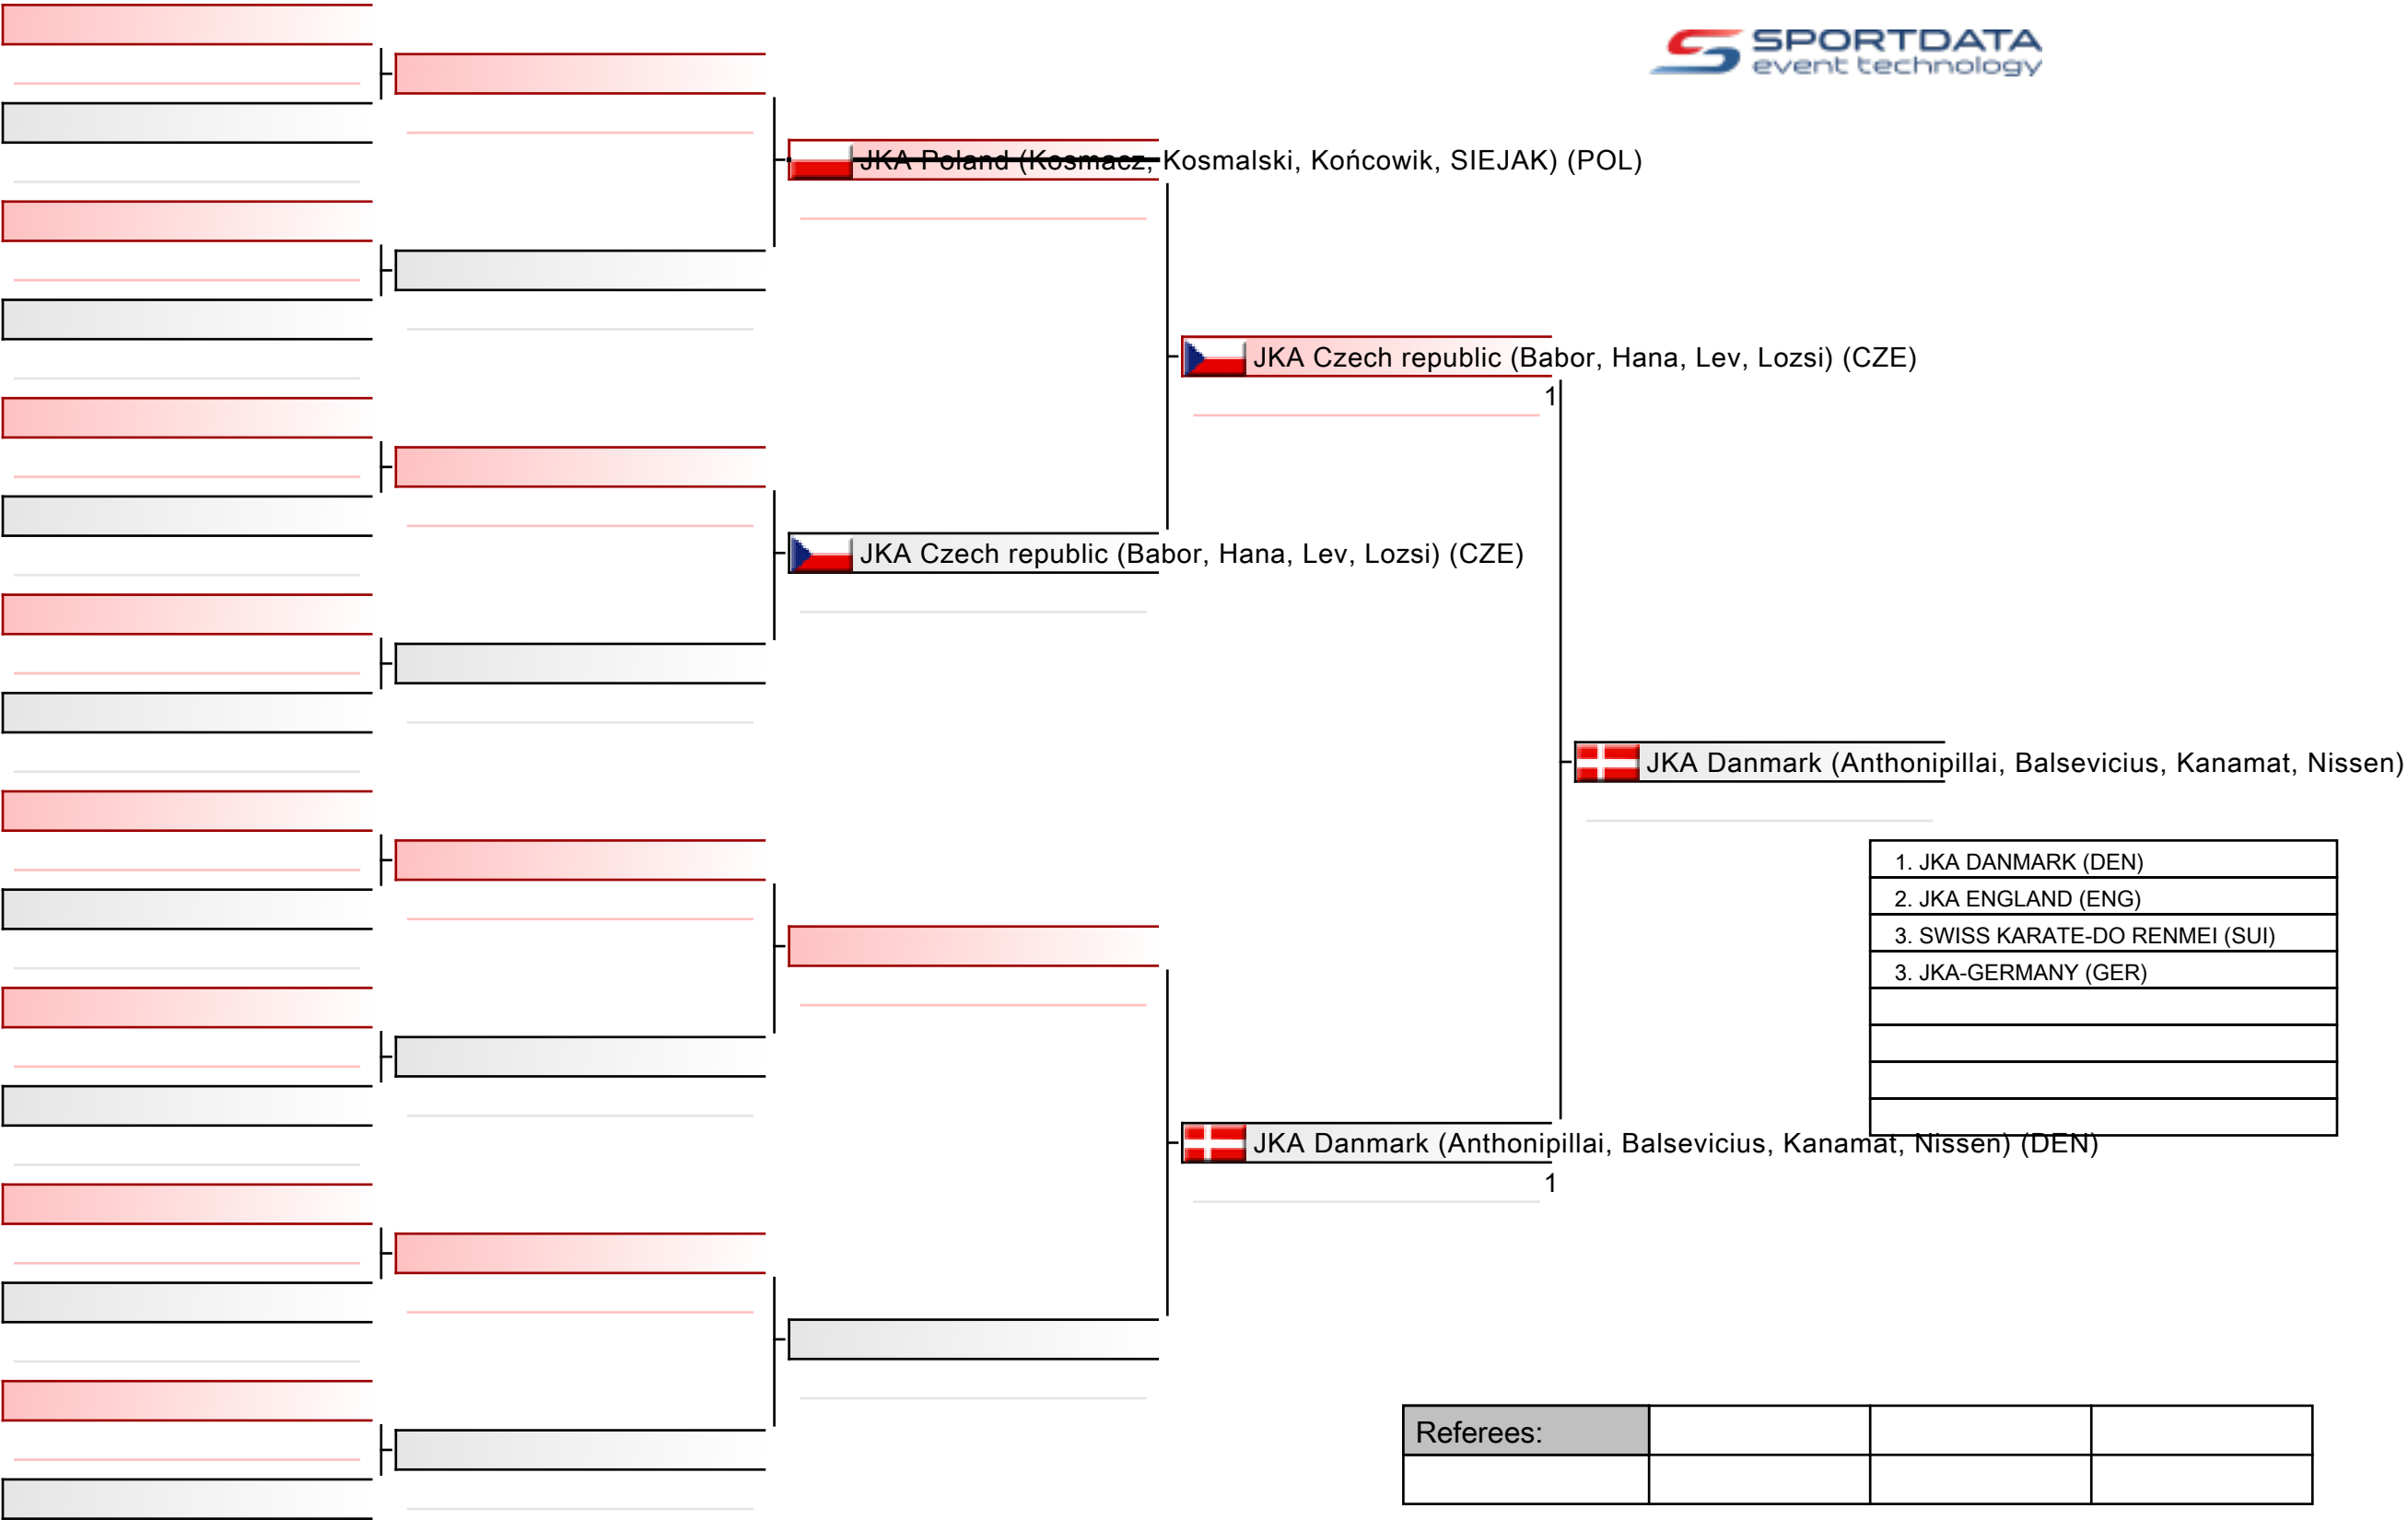 SPORTDATA
event technology
JKA Poland (Kosmacz, Kosmalski, Końcowik, SIEJAK) (POL)
JKA Czech republic (Babor, Hana, Lev, Lozsi) (CZE)
1
JKA Czech republic (Babor, Hana, Lev, Lozsi) (CZE)
JKA Danmark (Anthonipillai, Balsevicius, Kanamat, Nissen)
1. JKA DANMARK (DEN)
2. JKA ENGLAND (ENG)
3. SWISS KARATE-DO RENMEI (SUI)
3. JKA-GERMANY (GER)
JKA Danmark (Anthonipillai, Balsevicius, Kanamat, Nissen) (DEN)
1
Referees: